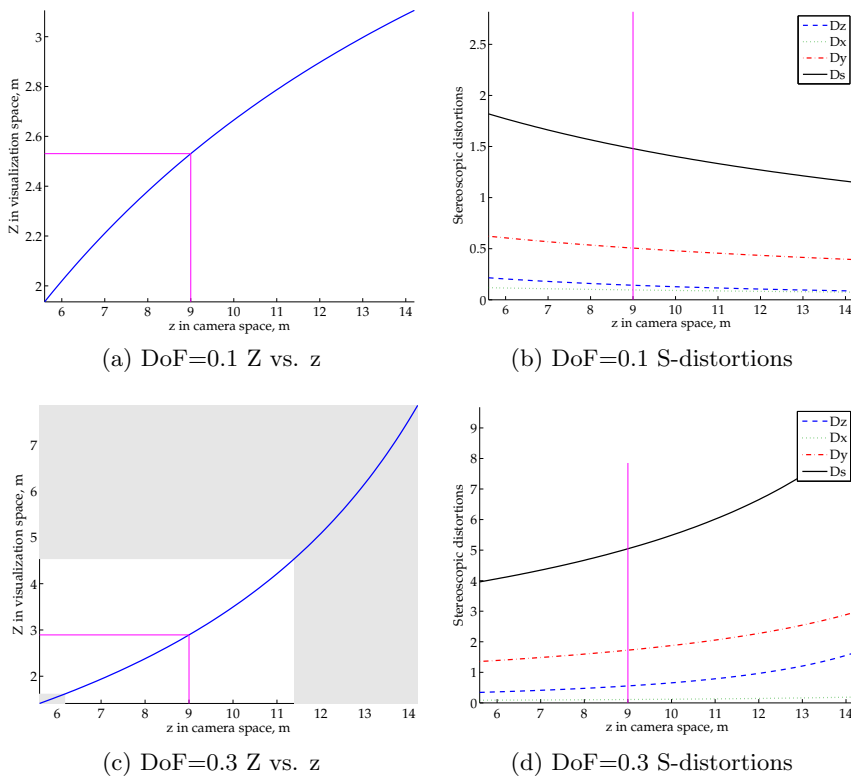 3
2.8
2.6
2.4
2.2
2
Z in visualization space, m
6 7 8 9 10 11 12 13 14
z in camera space, m
(a) DoF=0.1 Z vs. z
Dz
Dx
Dy
Ds
2.5
2
1.5
1
0.5
0
Stereoscopic distortions
6 7 8 9 10 11 12 13 14
z in camera space, m
(b) DoF=0.1 S-distortions
7
6
5
4
3
2
Z in visualization space, m
6 7 8 9 10 11 12 13 14
z in camera space, m
(c) DoF=0.3 Z vs. z
Dz
Dx
Dy
Ds
9
8
7
6
5
4
3
2
1
0
Stereoscopic distortions
6 7 8 9 10 11 12 13 14
z in camera space, m
(d) DoF=0.3 S-distortions